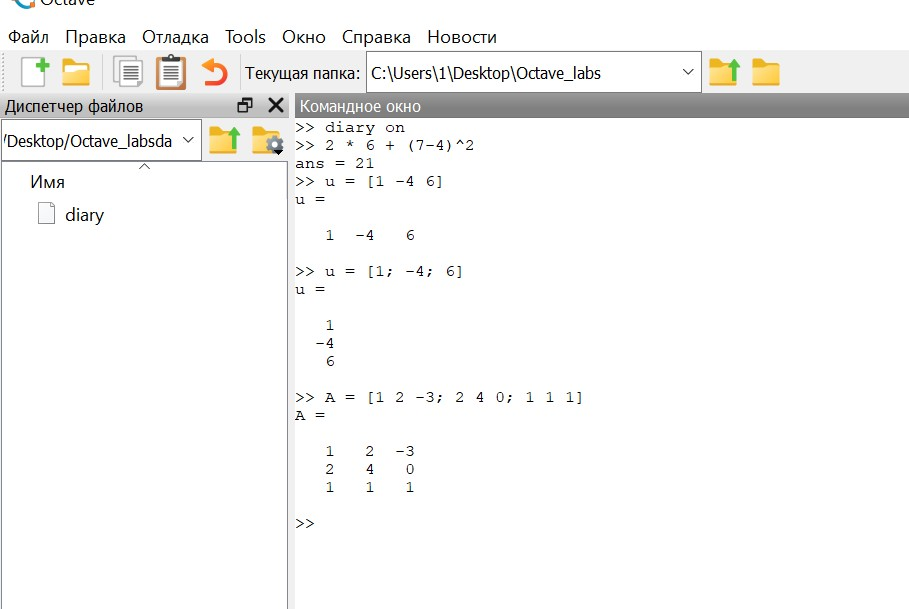 Octave
Файл Правка Отладка Tools Окно Справка Новости
Текущая папка: C:\Users\1\Desktop\Octave_labs
Диспетчер файлов
/Desktop/Octave_labsda
Имя
diary
Командное окно
>> diary on
>> 2 * 6 + (7-4)^2
ans = 21
>> u = [1 -4 6]
u =
1 -4 6
>> u = [1; -4; 6]
u =
1
-4
6
>> A = [1 2 -3; 2 4 0; 1 1 1]
A =
1 2 -3
2 4 0
1 1 1
>>